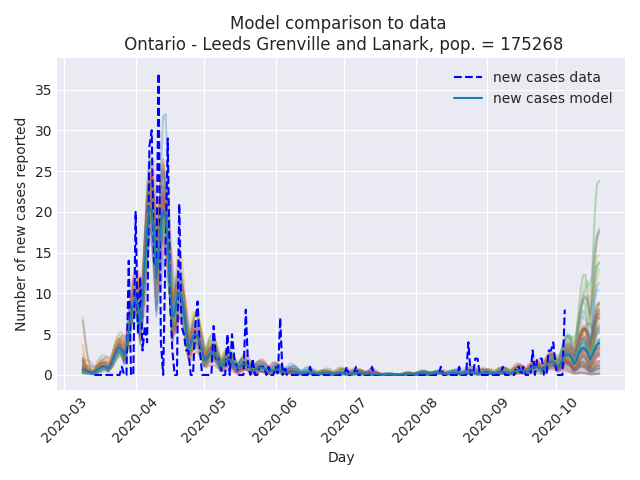 Model comparison to data
Ontario - Leeds Grenville and Lanark, pop. = 175268
new cases data
new cases model
Number of new cases reported
35
30
25
20
15
10
5
0
2020-03
2020-04
2020-05
2020-06
2020-07
2020-08
2020-09
2020-10
Day